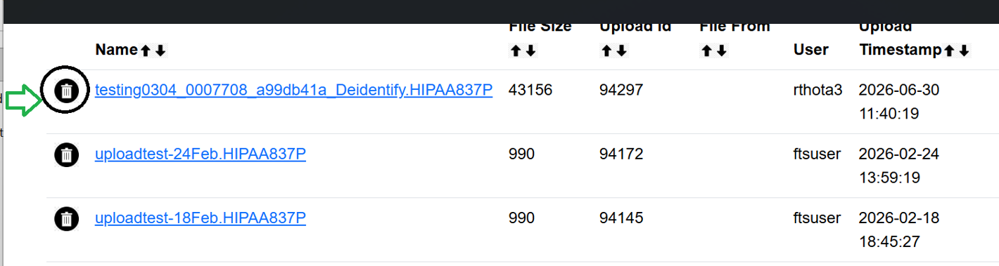 File Size Upload Id File From Upload
Name User Timestamp
testing0304_0007708_a99db41a_Deidentify.HIPAA837P 43156 94297 rthota3 2026-06-30
11:40:19
uploadtest-24Feb.HIPAA837P 990 94172 ftsuser 2026-02-24
13:59:19
uploadtest-18Feb.HIPAA837P 990 94145 ftsuser 2026-02-18
18:45:27